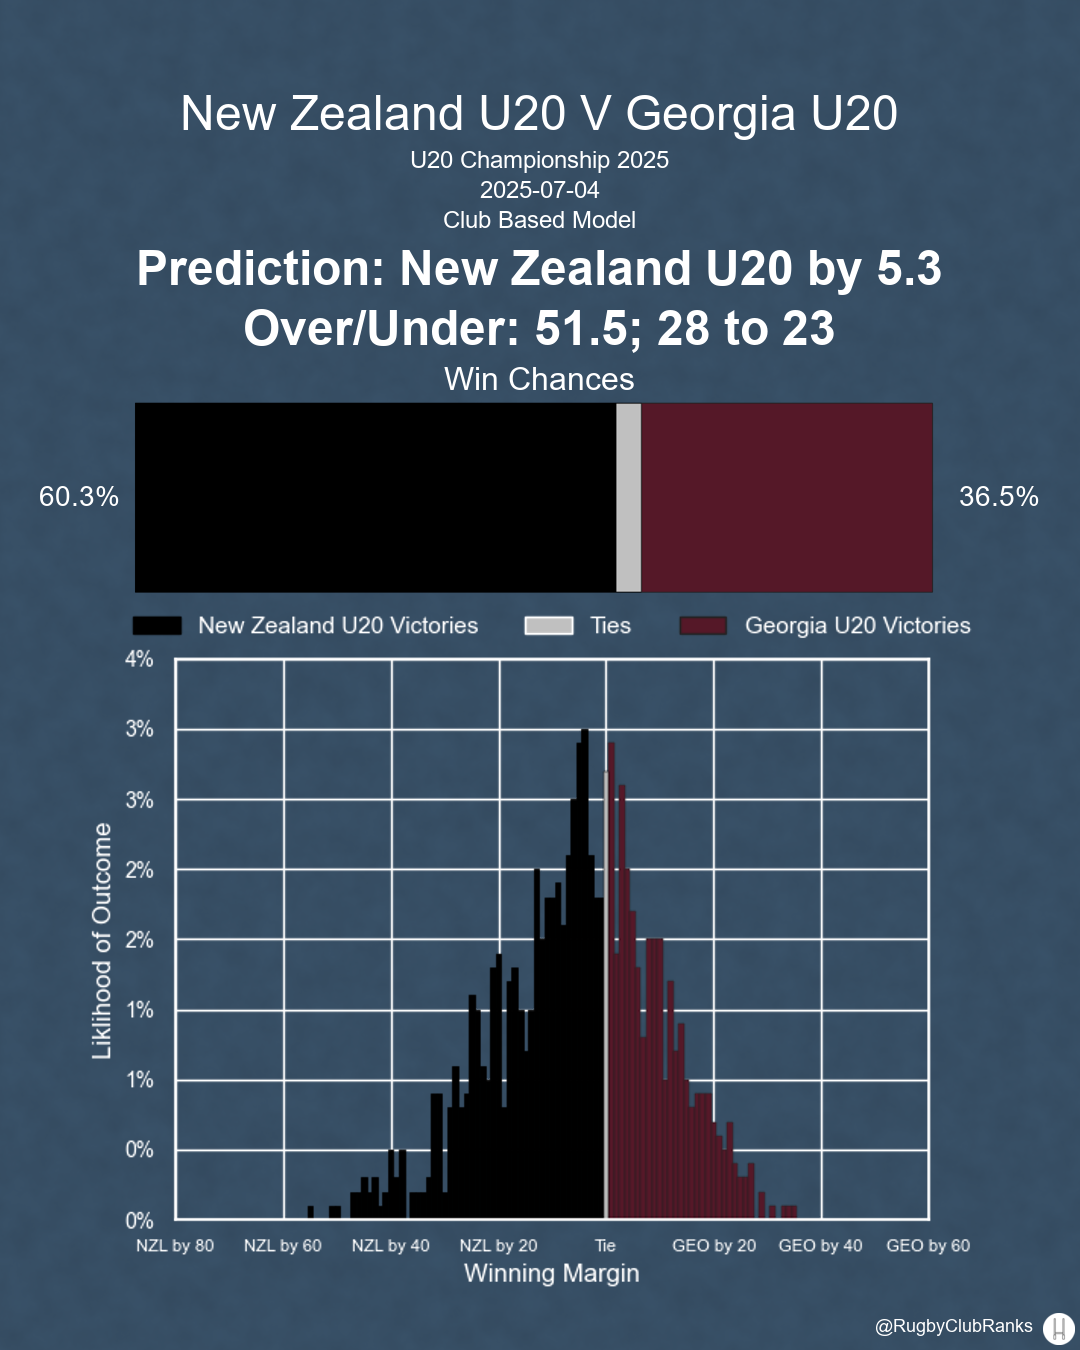 New Zealand U20 V Georgia U20
U20 Championship 2025
2025-07-04
Club Based Model
Prediction: New Zealand U20 by 5.3
Over/Under: 51.5; 28 to 23
Win Chances
60.3%
36.5%
New Zealand U20 Victories
Ties
Georgia U20 Victories
4%
3%
3%
2%
2%
1%
1%
0%
0%
Liklihood of Outcome
NZL by 80
NZL by 60
NZL by 40
NZL by 20
Tie
GEO by 20
GEO by 40
GEO by 60
Winning Margin
@RugbyClubRanks